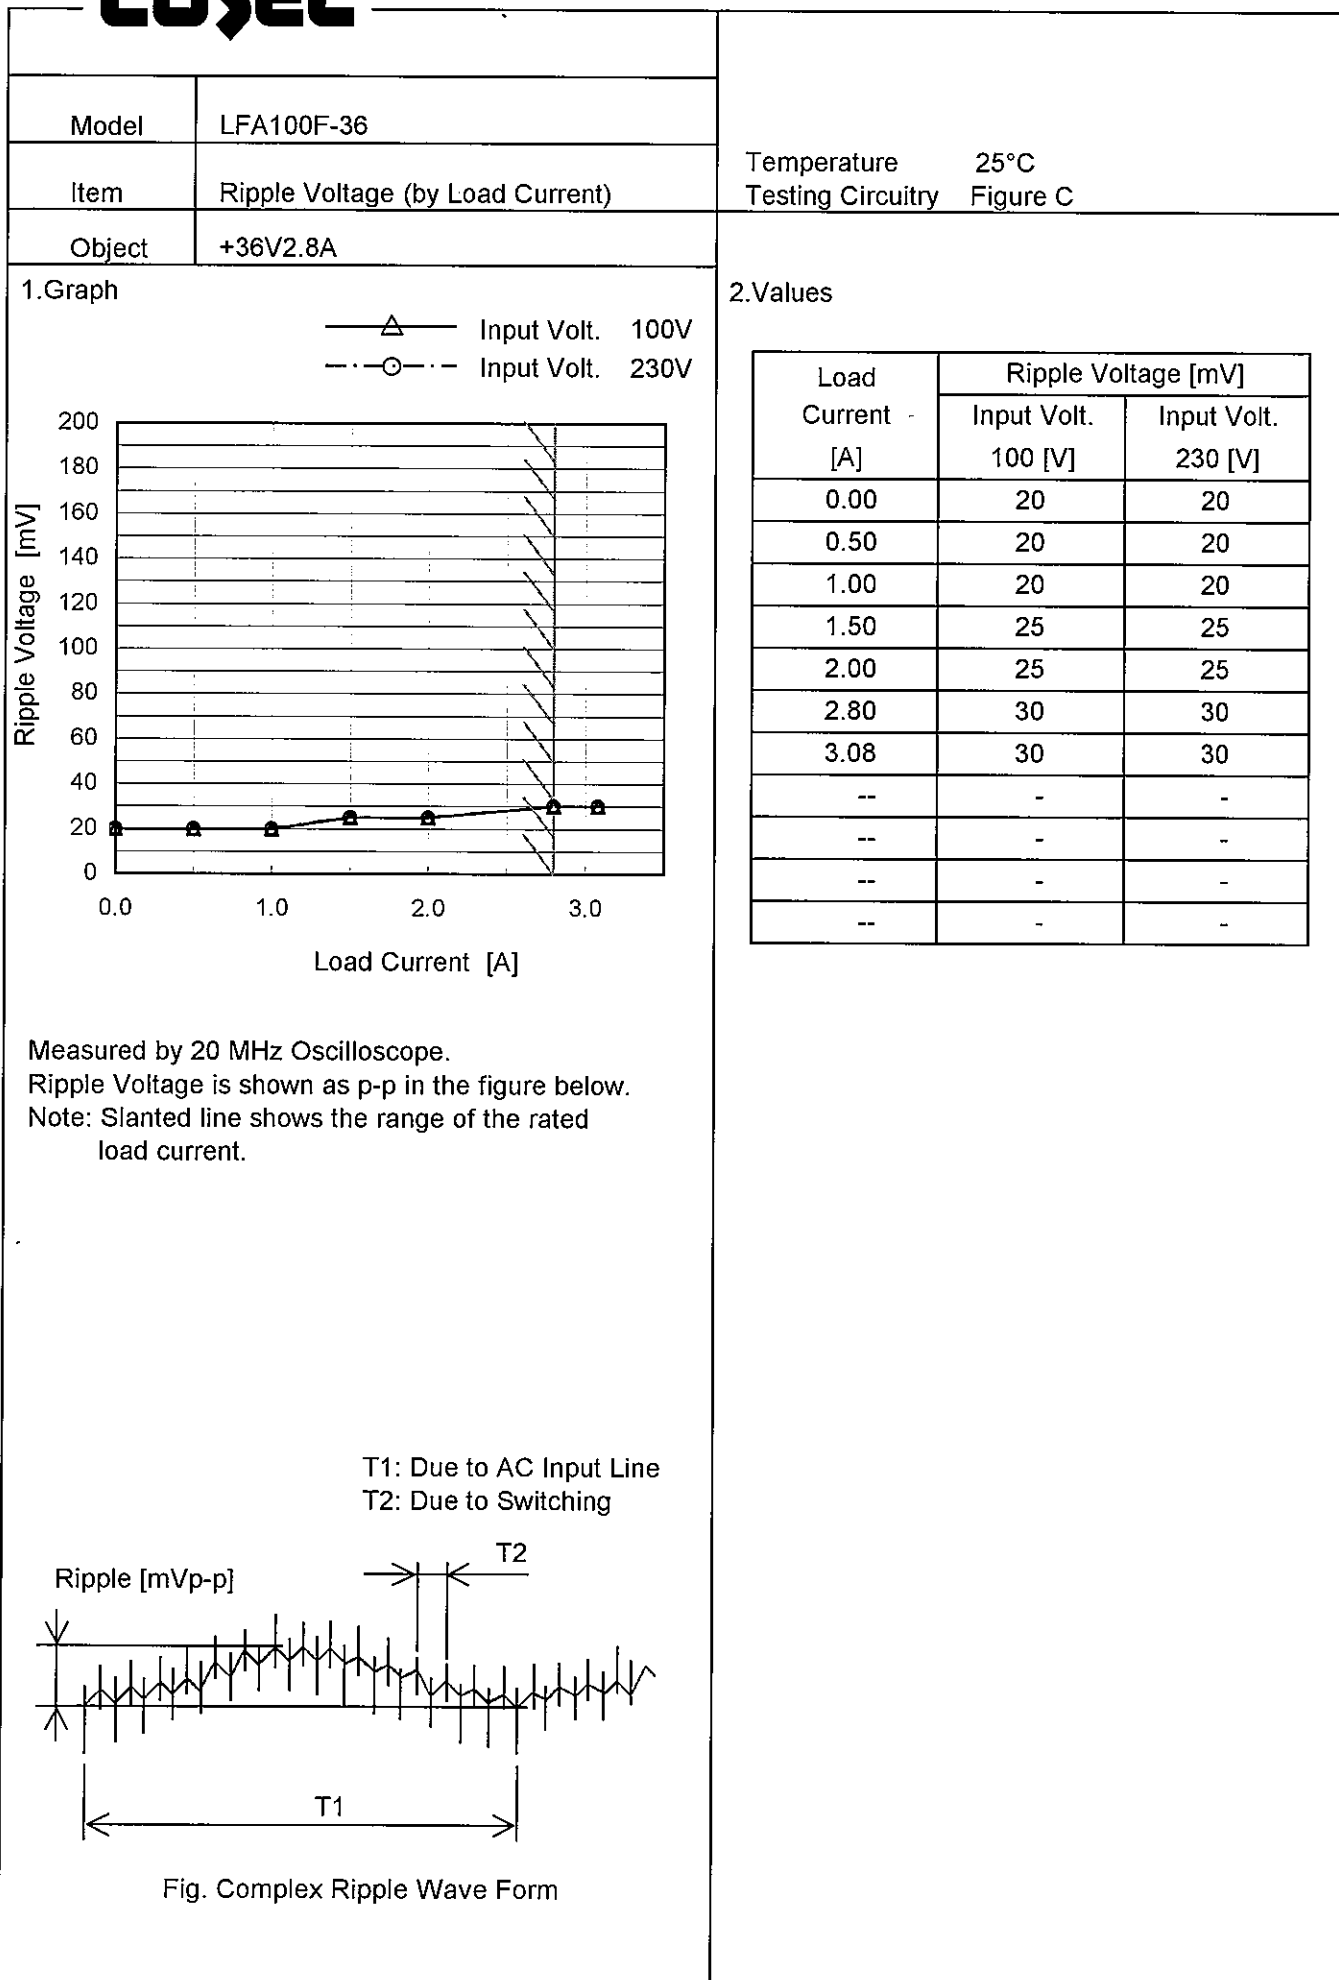 COSEL
Model LFA100F-36
Item Ripple Voltage (by Load Current)
Object +36V2.8A
Temperature 25°C
Testing Circuitry Figure C
1.Graph
Input Volt. 100V
Input Volt. 230V
Ripple Voltage [mV]
200
180
160
140
120
100
80
60
40
20
0
0.0 1.0 2.0 3.0
Load Current [A]
Measured by 20 MHz Oscilloscope.
Ripple Voltage is shown as p-p in the figure below.
Note: Slanted line shows the range of the rated
load current.
T1: Due to AC Input Line
T2: Due to Switching
T2
Ripple [mVp-p]
T1
Fig. Complex Ripple Wave Form
2.Values
Load Ripple Voltage [mV]
Current Input Volt. Input Volt.
[A] 100 [V] 230 [V]
0.00 20 20
0.50 20 20
1.00 20 20
1.50 25 25
2.00 25 25
2.80 30 30
3.08 30 30
-- - -
-- - -
-- - -
-- - -